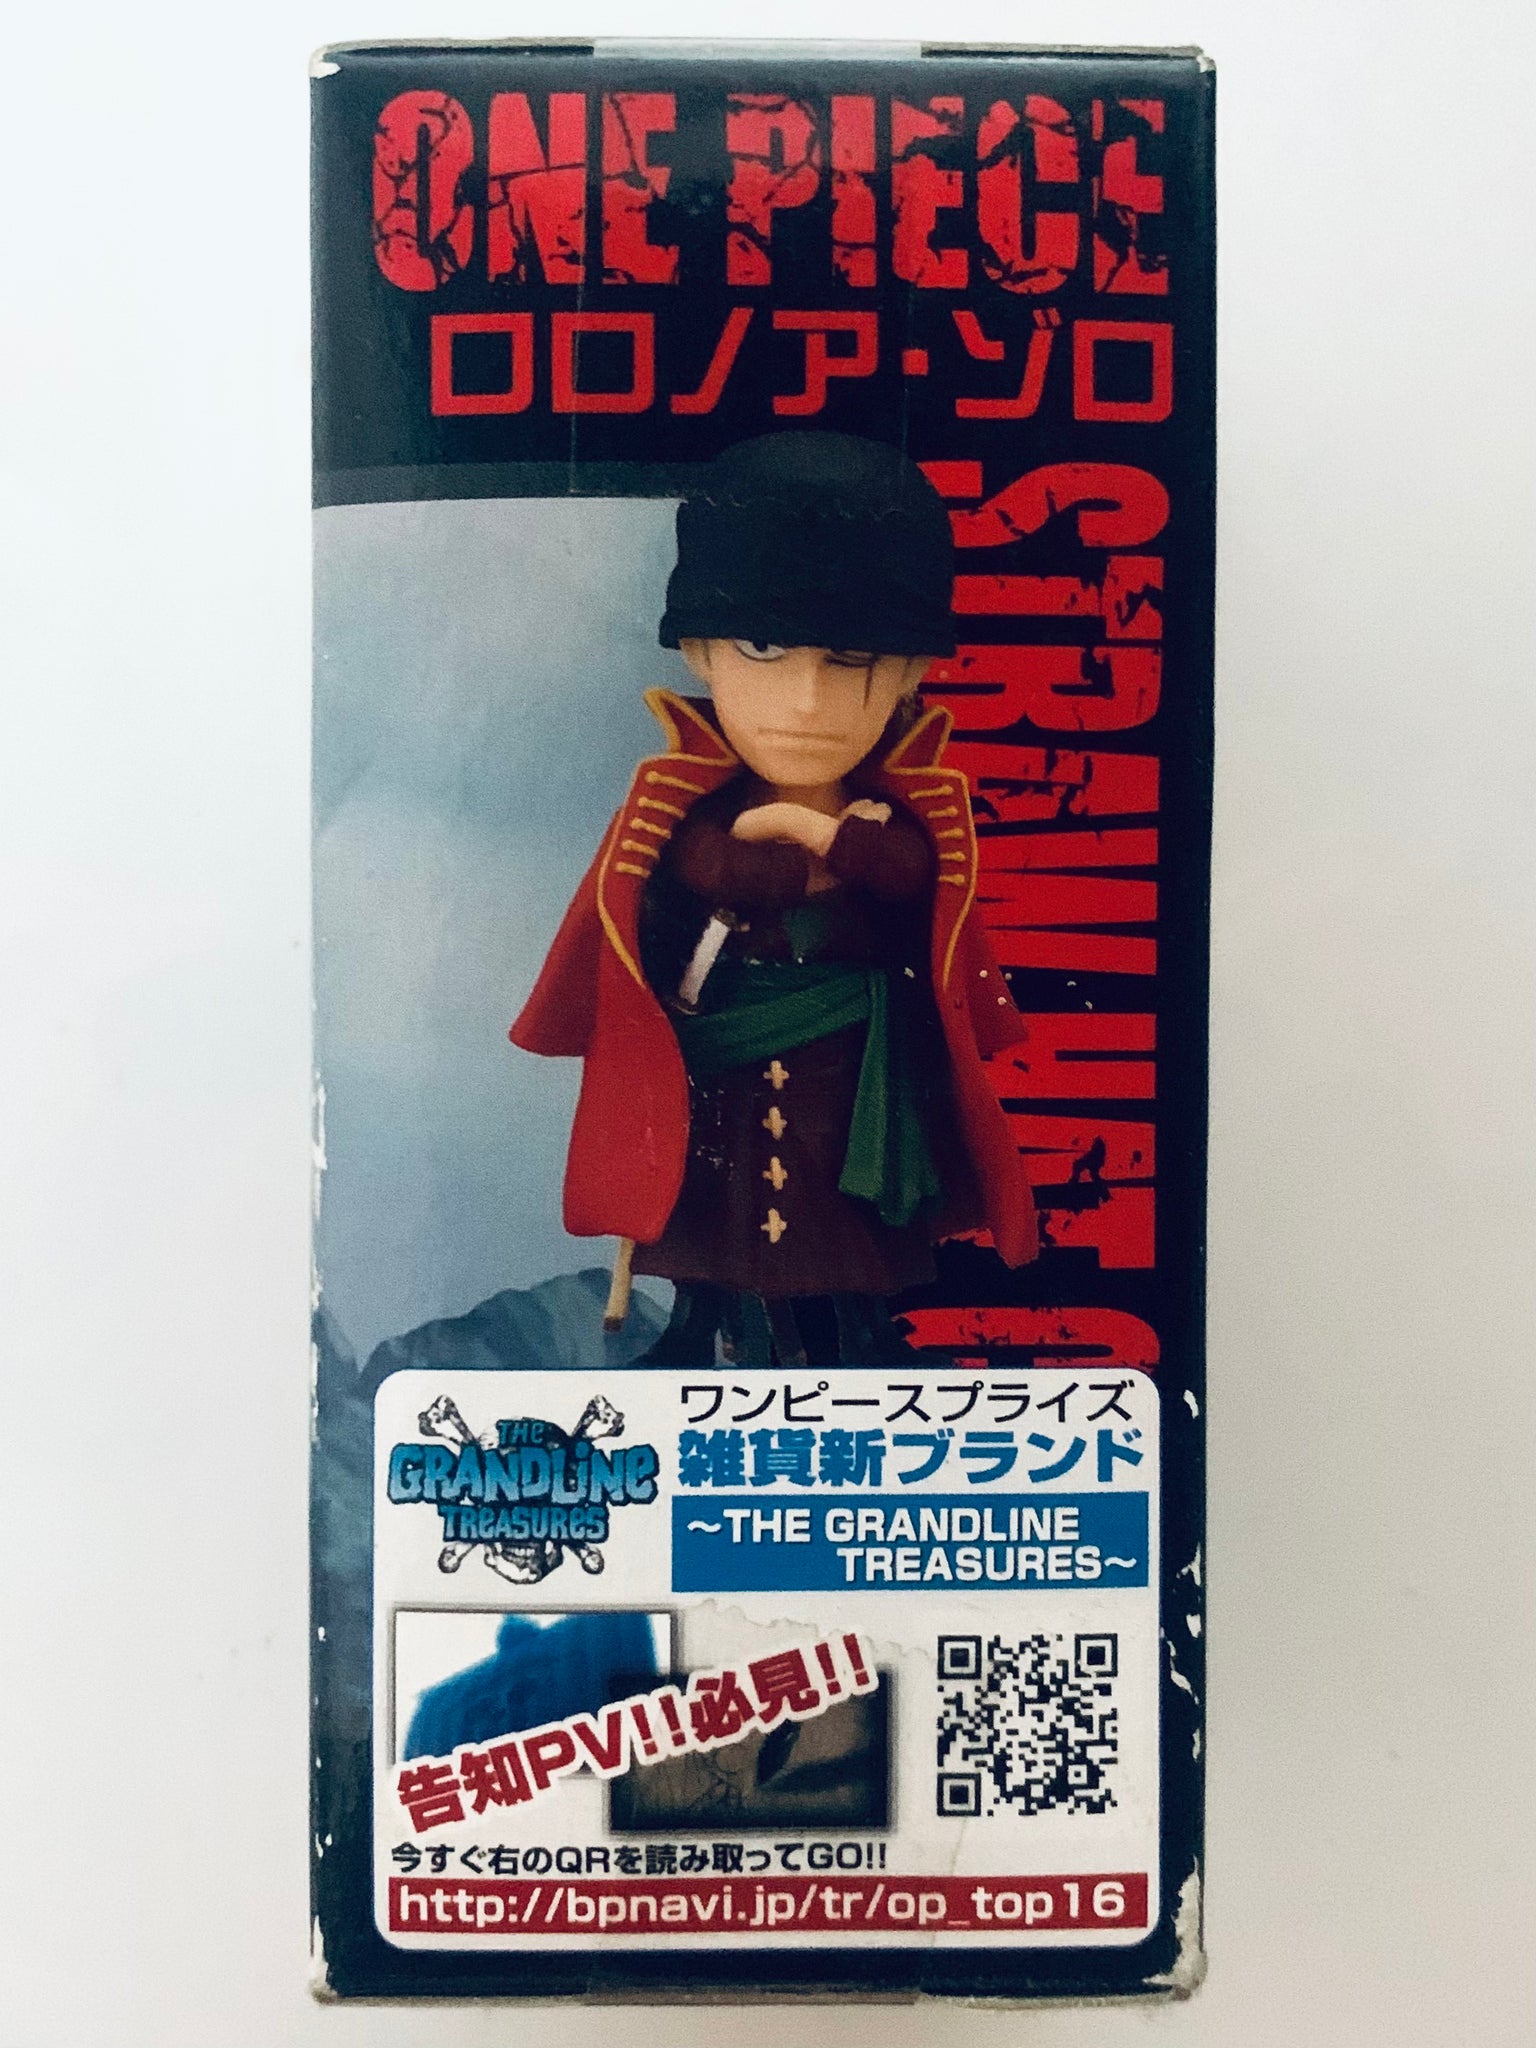 ONE PIECE
ロロノア・ゾロ
STRAW HAT C
THE
GRANDLINE
TREASURES
ワンピースプライズ
雑貨新ブランド
～THE GRANDLINE
TREASURES～
告知PV!!必見!!
今すぐ右のQRを読み取ってGO!!
http://bpnavi.jp/tr/op_top16